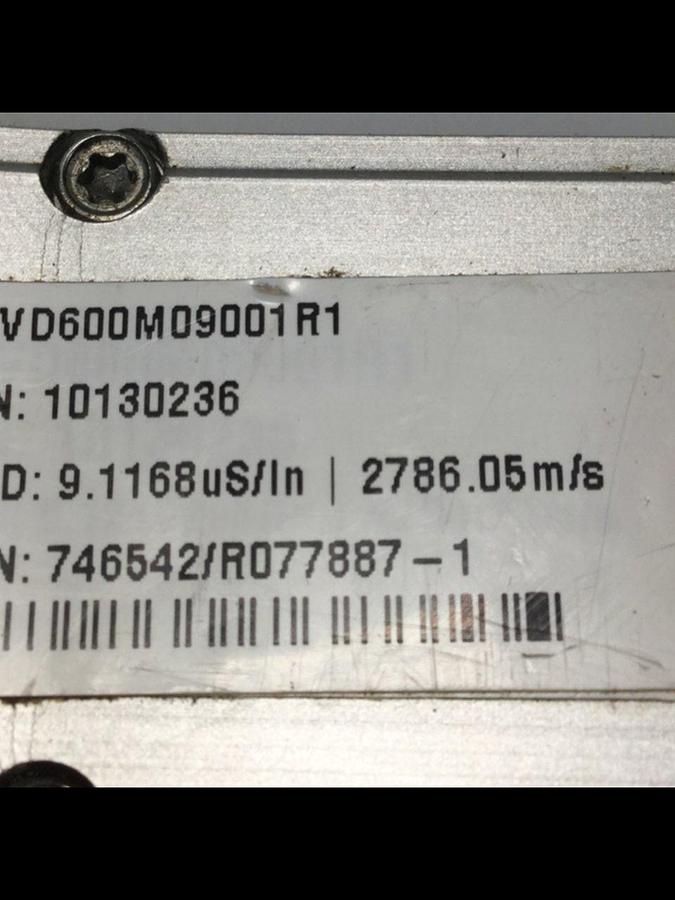 VD600M09001R1
N: 10130236
D: 9.1168uS/In | 2786.05m/s
N: 746542/R077887-1